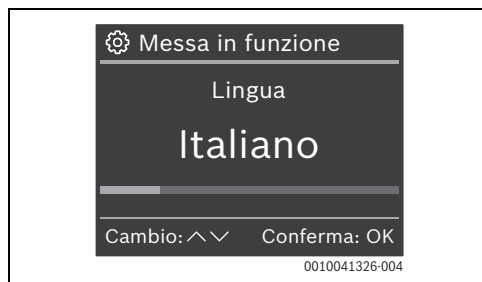 Messa in funzione
Lingua
Italiano
Cambio: Conferma: OK
0010041326-004